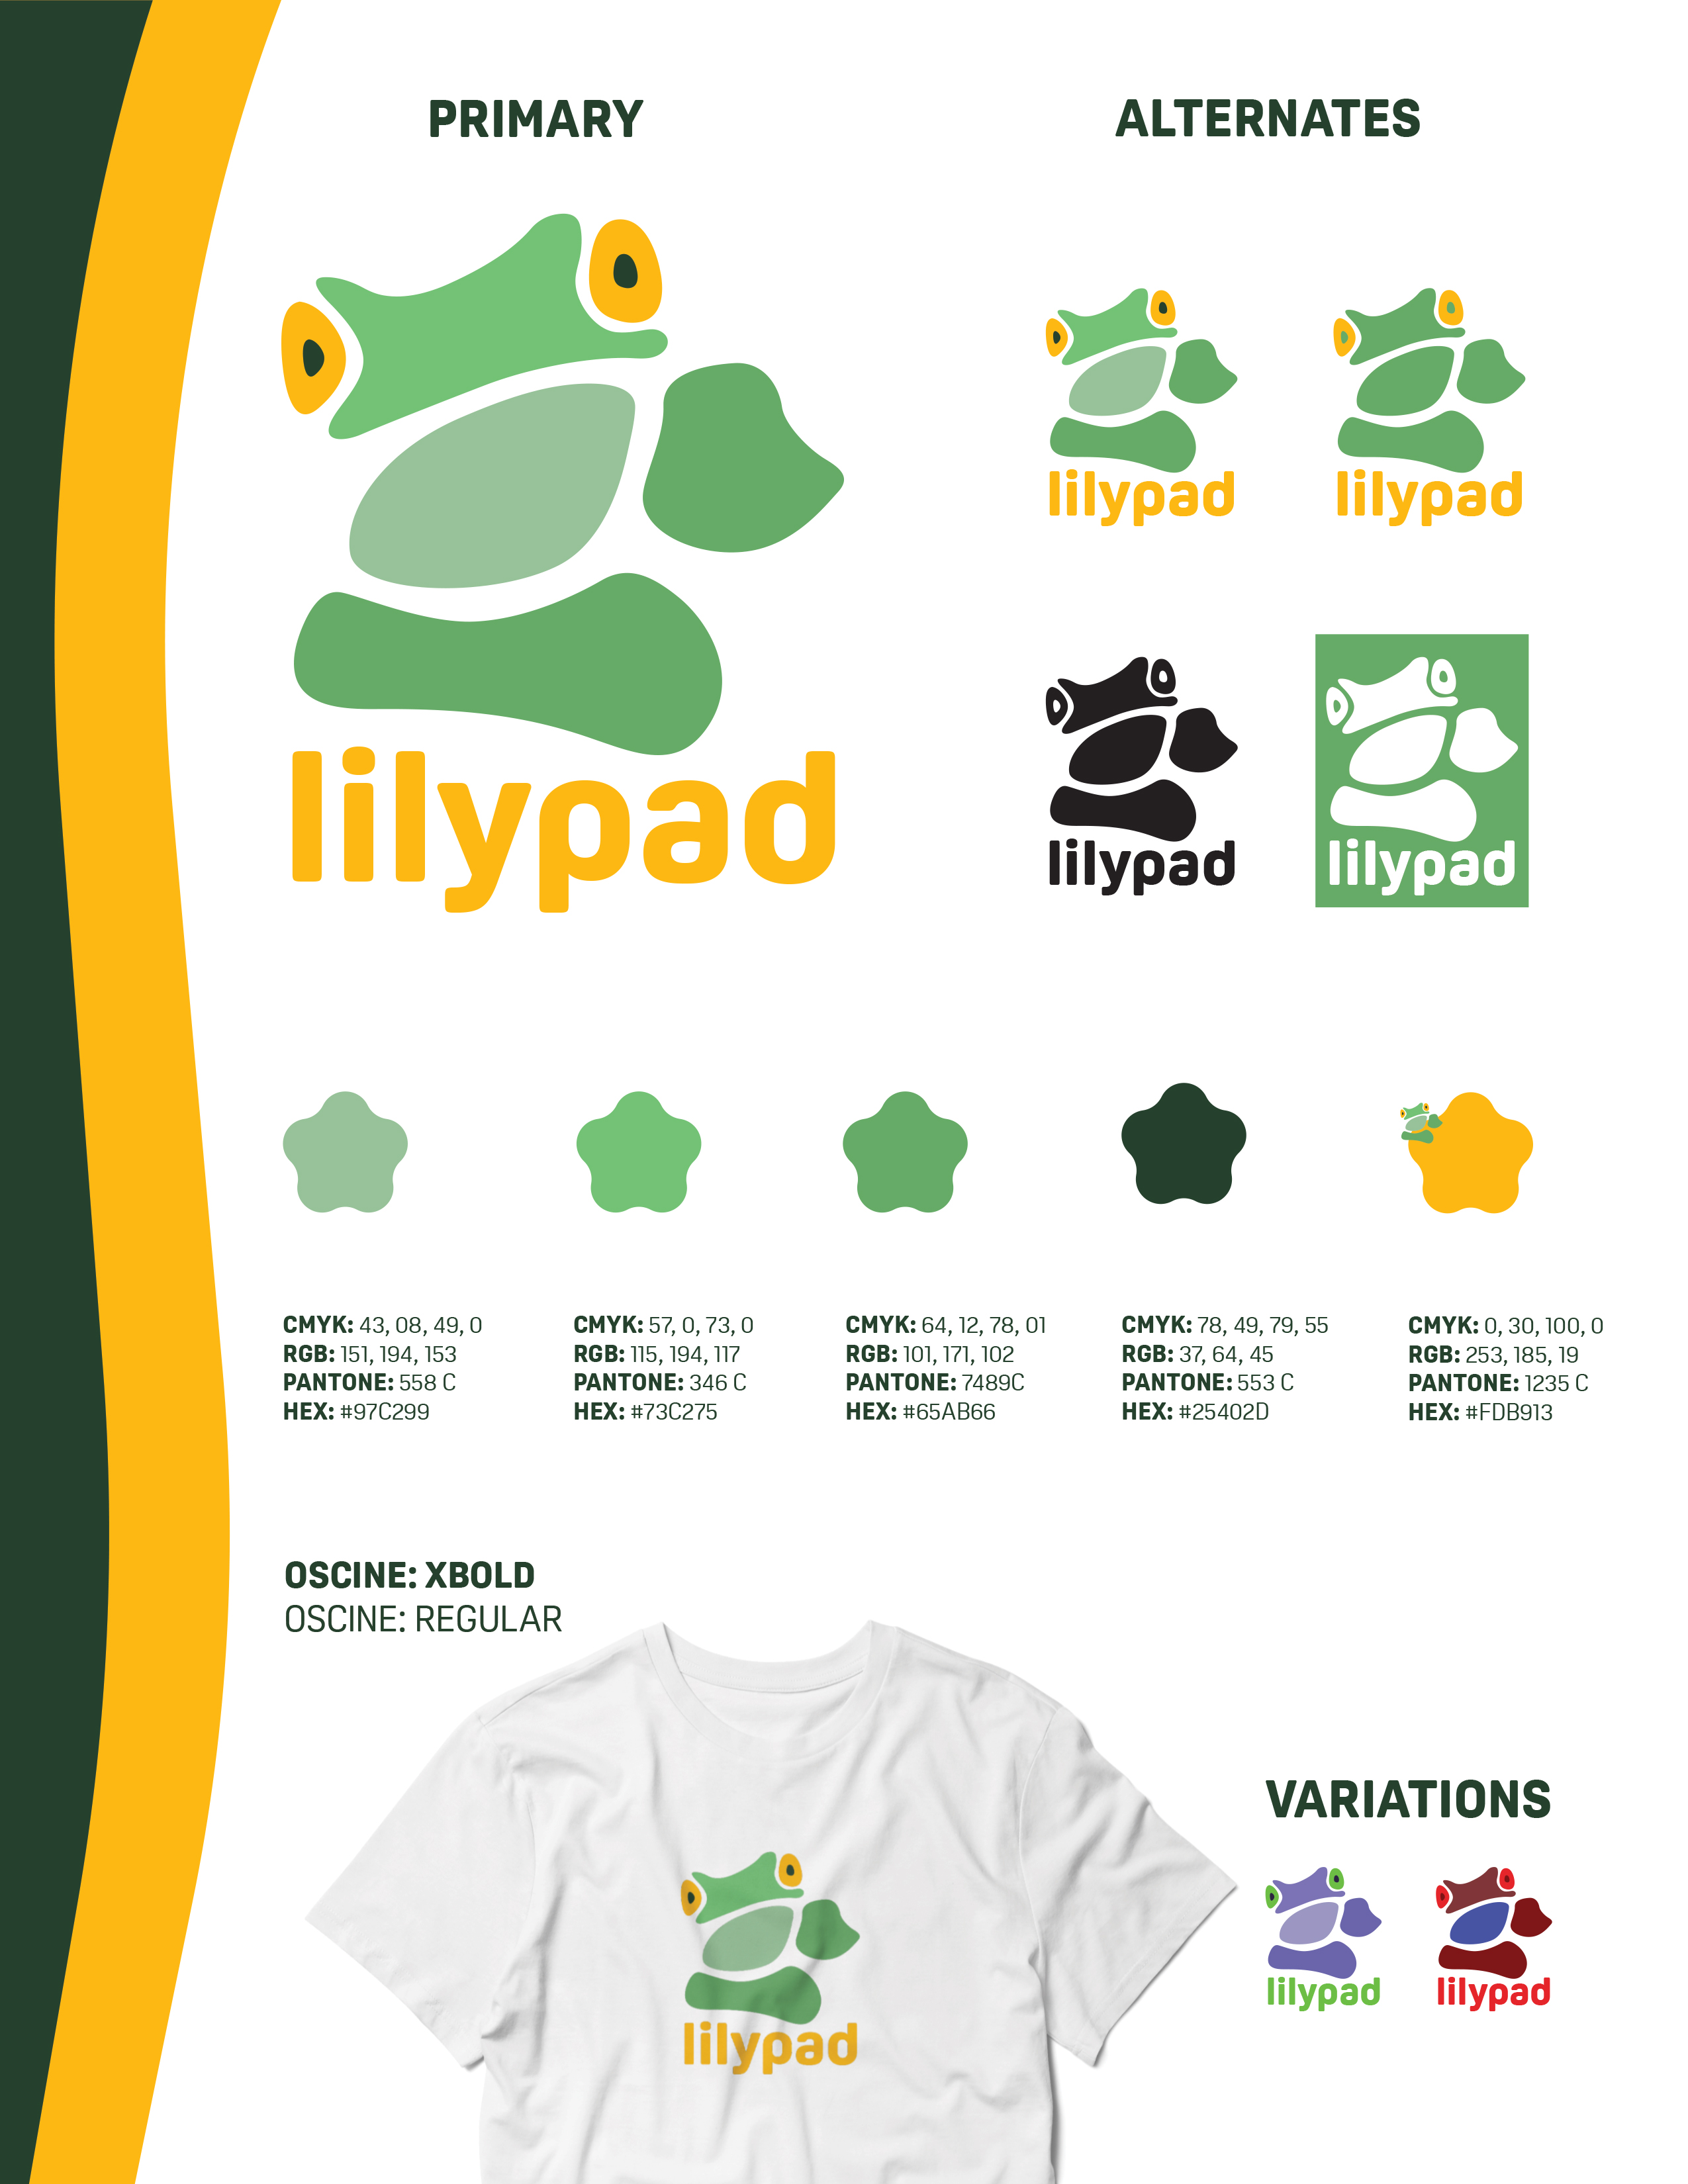 PRIMARY
ALTERNATES
lilypad
lilypad
lilypad
lilypad
lilypad
CMYK: 43, 08, 49, 0
RGB: 151, 194, 153
PANTONE: 558 C
HEX: #97C299
CMYK: 57, 0, 73, 0
RGB: 115, 194, 117
PANTONE: 346 C
HEX: #73C275
CMYK: 64, 12, 78, 01
RGB: 101, 171, 102
PANTONE: 7489C
HEX: #65AB66
CMYK: 78, 49, 79, 55
RGB: 37, 64, 45
PANTONE: 553 C
HEX: #25402D
CMYK: 0, 30, 100, 0
RGB: 253, 185, 19
PANTONE: 1235 C
HEX: #FDB913
OSCINE: XBOLD
OSCINE: REGULAR
lilypad
VARIATIONS
lilypad
lilypad